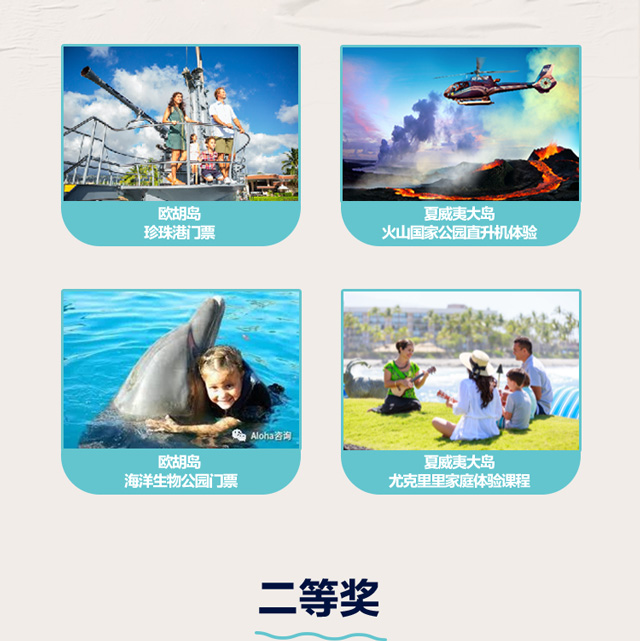 欧胡岛
珍珠港门票
夏威夷大岛
火山国家公园直升机体验
Aloha咨询
欧胡岛
海洋生物公园门票
夏威夷大岛
尤克里里家庭体验课程
二等奖